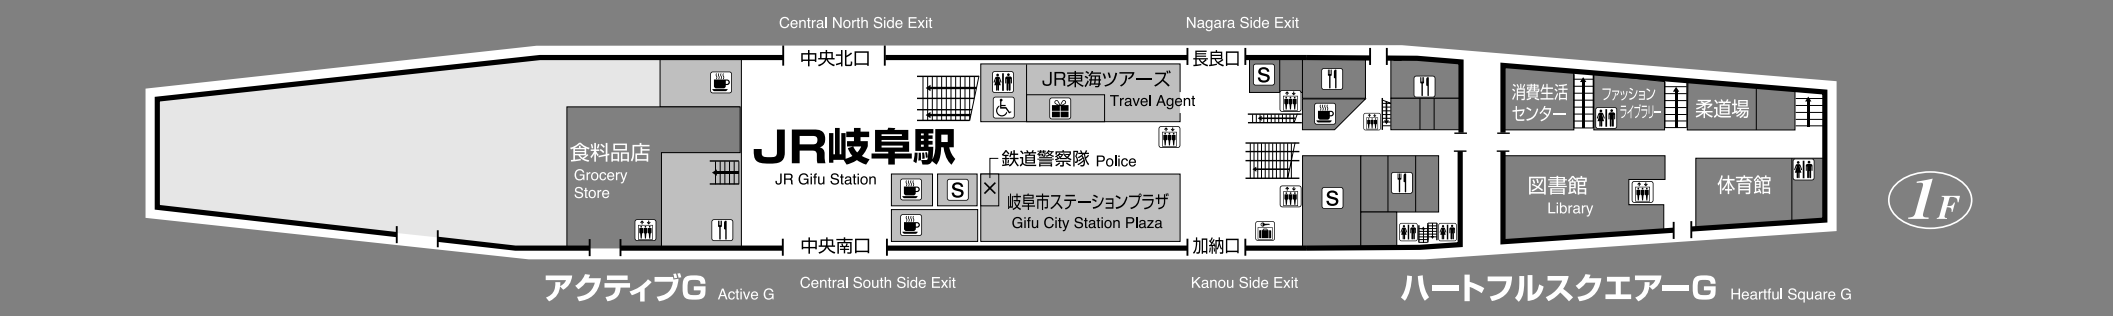 Central North Side Exit
Nagara Side Exit
中央北口
長良口
JR東海ツアーズ
Travel Agent
S
消費生活
センター
ファッション
ライブラリー
柔道場
食料品店
Grocery
Store
JR岐阜駅
JR Gifu Station
鉄道警察隊 Police
S
岐阜市ステーションプラザ
Gifu City Station Plaza
S
図書館
Library
体育館
1F
中央南口
加納口
アクティブG Active G
Central South Side Exit
Kanou Side Exit
ハートフルスクエアーG Heartful Square G